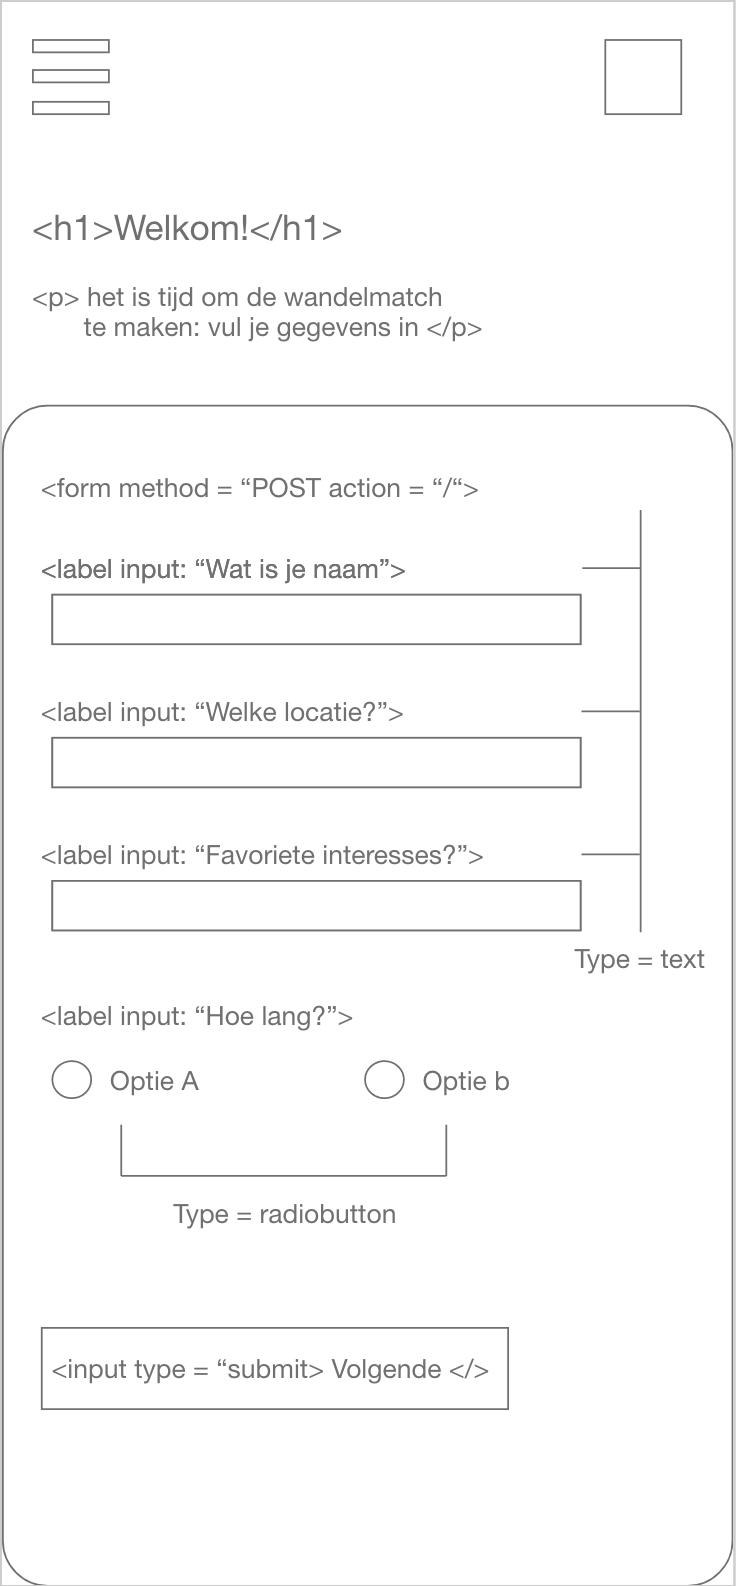 <h1>Welkom!</h1>
<p> het is tijd om de wandelmatch
te maken: vul je gegevens in </p>
<form method = “POST action = “/“>
<label input: “Wat is je naam”>
<label input: “Welke locatie?”>
<label input: “Favoriete interesses?”>
Type = text
<label input: “Hoe lang?”>
Optie A Optie b
Type = radiobutton
<input type = “submit> Volgende </>